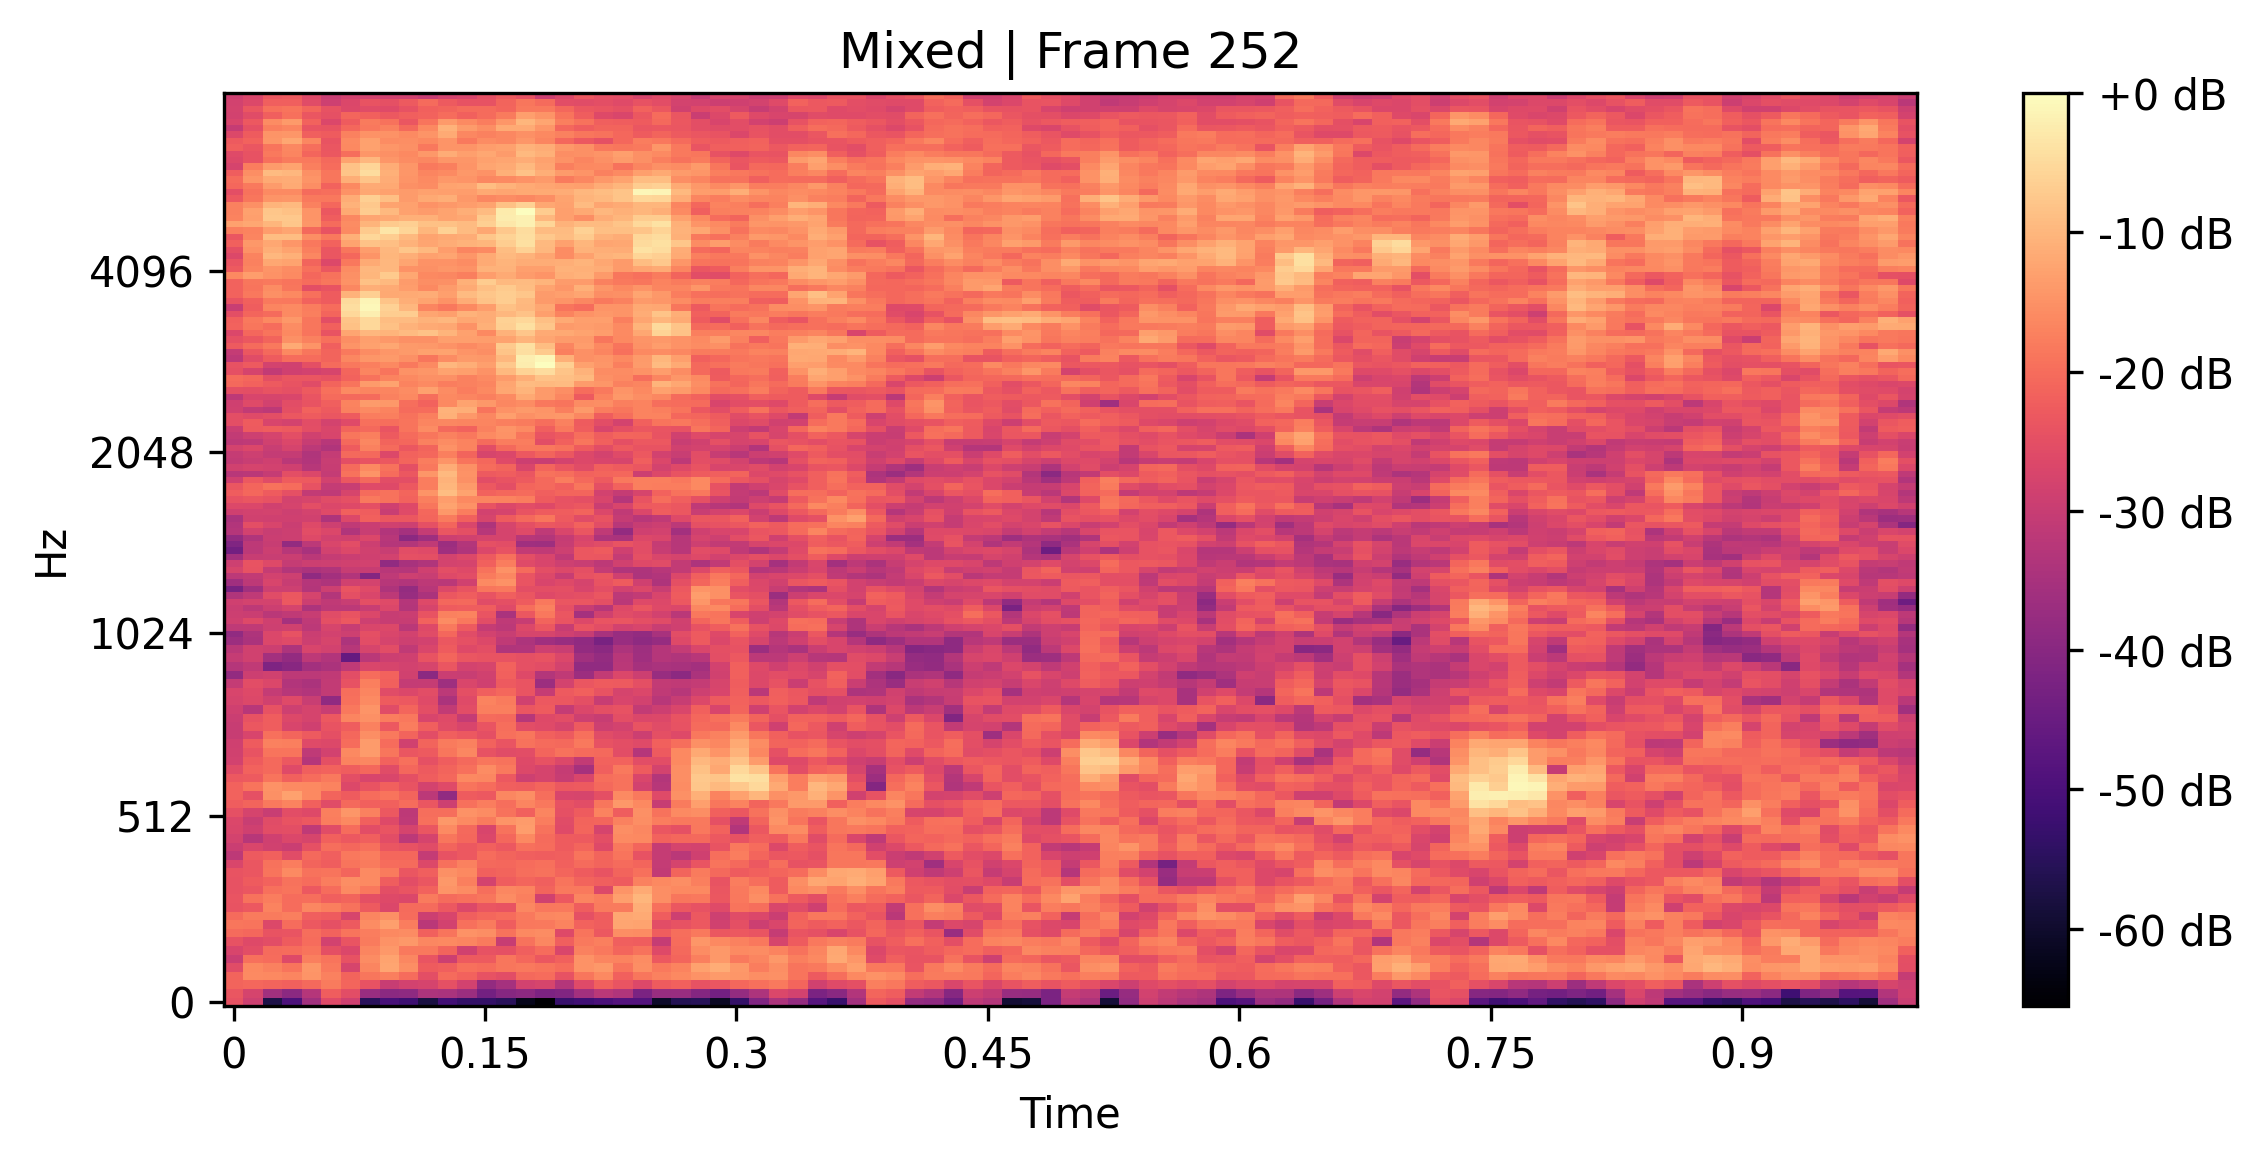 Mixed | Frame 252
+0 dB
-10 dB
-20 dB
-30 dB
-40 dB
-50 dB
-60 dB
Hz
4096
2048
1024
512
0
0 0.15 0.3 0.45 0.6 0.75 0.9
Time